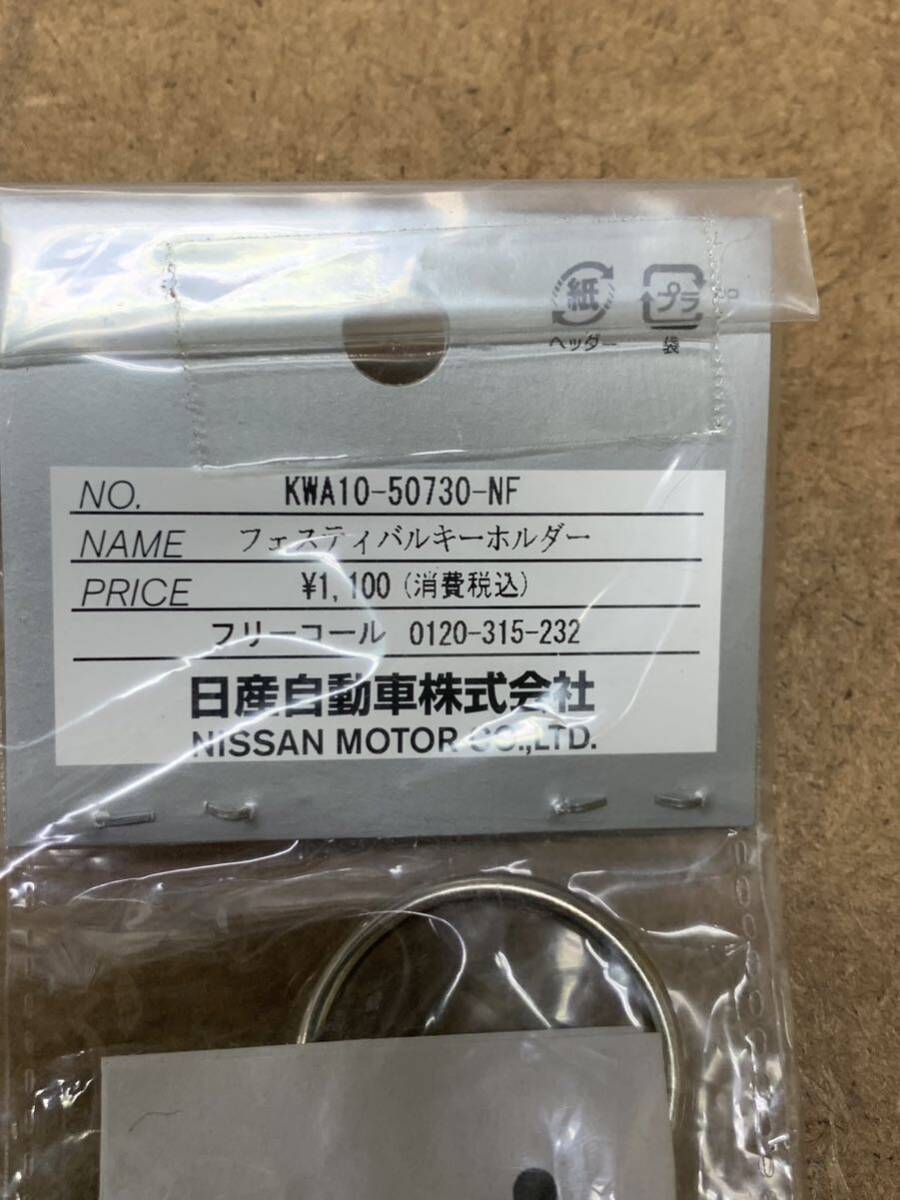 紙 プラ
ヘッダー 袋
NO. KWA10-50730-NF
NAME フェスティバルキーホルダー
PRICE ¥1,100 (消費税込)
フリーコール 0120-315-232
日産自動車株式会社
NISSAN MOTOR CO.,LTD.